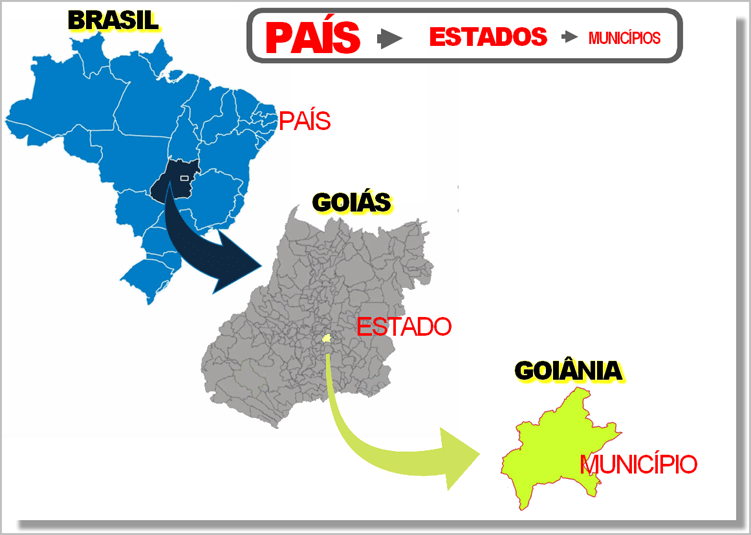 BRASIL
PAÍS
ESTADOS
MUNICÍPIOS
PAÍS
GOIÁS
ESTADO
GOIÂNIA
MUNICÍPIO